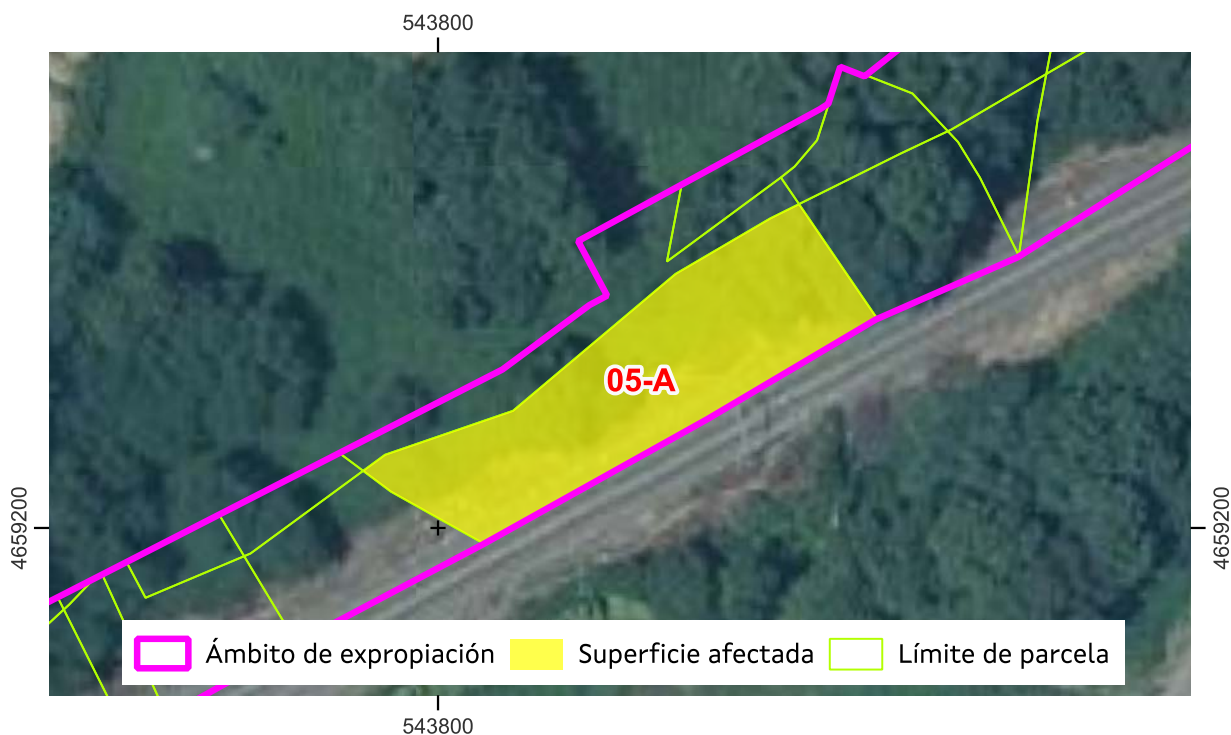 543800
05-A
4659200
4659200
Ámbito de expropiación
Superficie afectada
Límite de parcela
543800